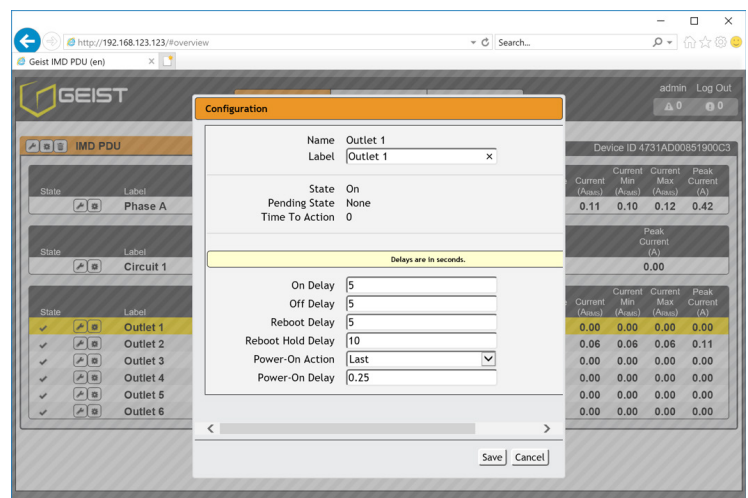 http://192.168.123.123/#overview
Search...
Geist IMD PDU (en)
GEIST
admin Log Out
0 0
Configuration
Name Outlet 1
Label Outlet 1
State On
Pending State None
Time To Action 0
Delays are in seconds.
On Delay 5
Off Delay 5
Reboot Delay 5
Reboot Hold Delay 10
Power-On Action Last
Power-On Delay 0.25
Save Cancel
IMD PDU
Device ID 4731AD00851900C3
State Label Current (ARMS) Current Min (ARMS) Current Max (ARMS) Peak Current (A)
Phase A 0.11 0.10 0.12 0.42
State Label Peak Current (A)
Circuit 1 0.00
State Label Current (ARMS) Current Min (ARMS) Current Max (ARMS) Peak Current (A)
Outlet 1 0.00 0.00 0.00 0.00
Outlet 2 0.06 0.06 0.06 0.11
Outlet 3 0.00 0.00 0.00 0.00
Outlet 4 0.00 0.00 0.00 0.00
Outlet 5 0.00 0.00 0.00 0.00
Outlet 6 0.00 0.00 0.00 0.00